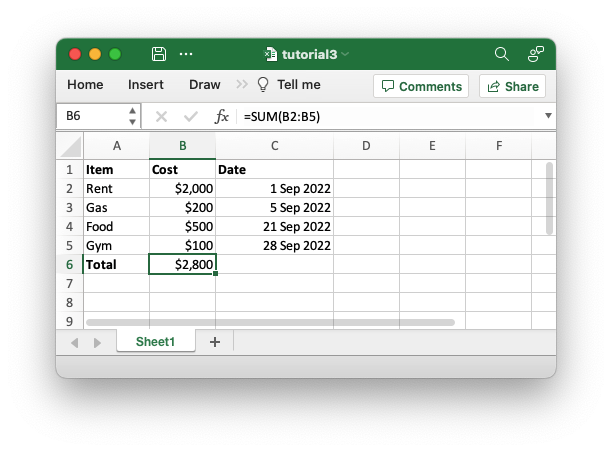 tutorial3
Home Insert Draw Tell me Comments Share
B6 fx =SUM(B2:B5)
A B C D E F
1 Item Cost Date
2 Rent $2,000 1 Sep 2022
3 Gas $200 5 Sep 2022
4 Food $500 21 Sep 2022
5 Gym $100 28 Sep 2022
6 Total $2,800
7
8
9
Sheet1 +